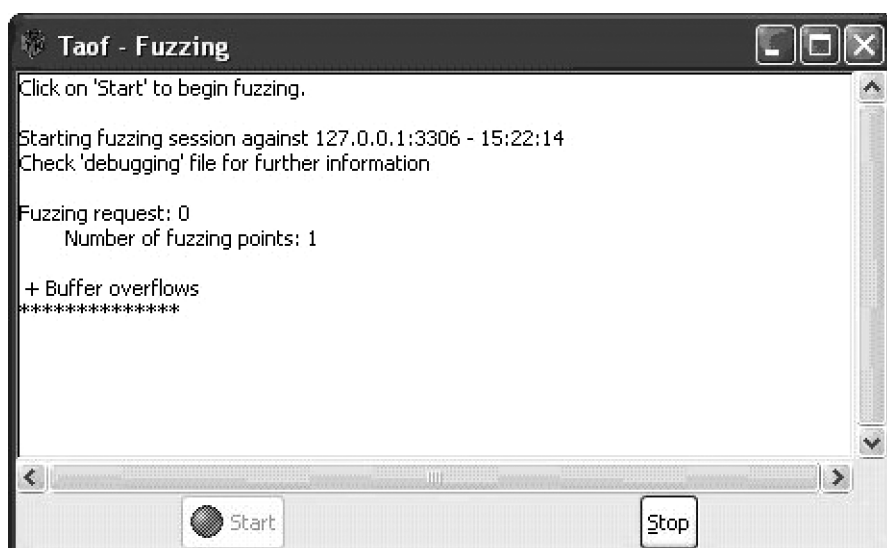 Taof - Fuzzing
Click on 'Start' to begin fuzzing.
Starting fuzzing session against 127.0.0.1:3306 - 15:22:14
Check 'debugging' file for further information
Fuzzing request: 0
Number of fuzzing points: 1
+ Buffer overflows
**************
Start
Stop